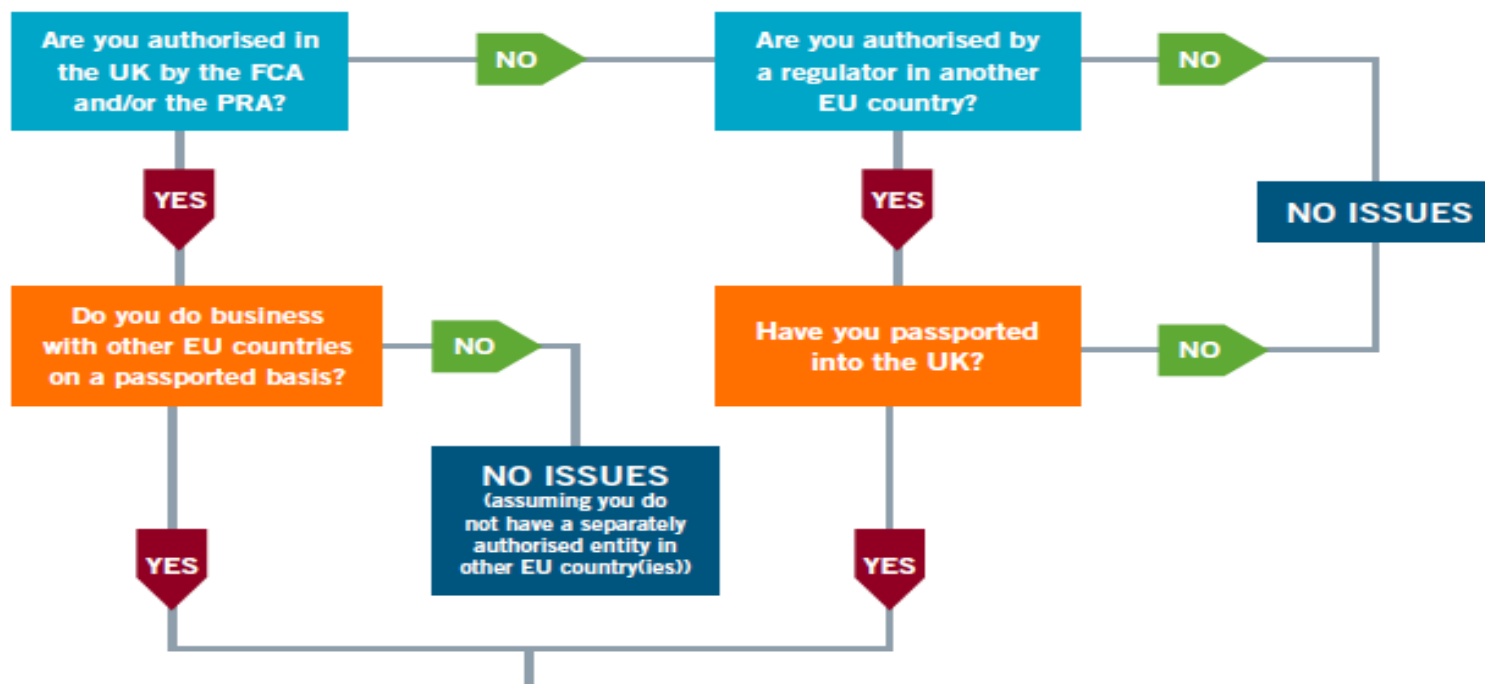 Are you authorised in
the UK by the FCA
and/or the PRA?
NO
Are you authorised by
a regulator in another
EU country?
NO
YES
YES
NO ISSUES
Do you do business
with other EU countries
on a passported basis?
NO
Have you passported
into the UK?
NO
NO ISSUES
(assuming you do
not have a separately
authorised entity in
other EU country(ies))
YES
YES